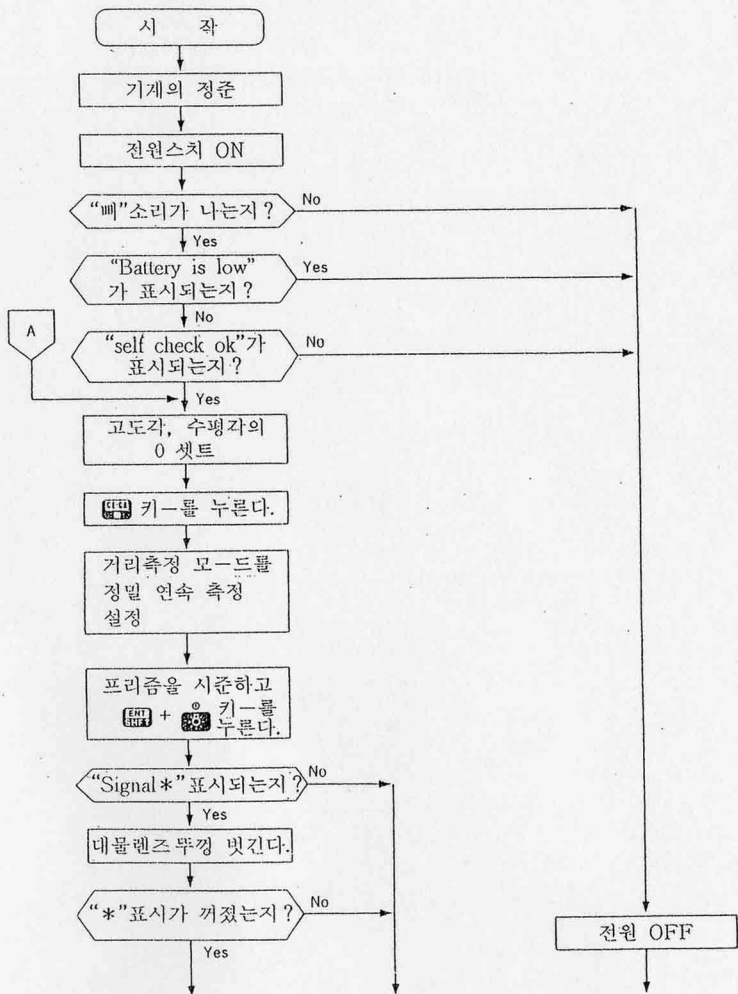 시 작
기계의 정준
전원스치 ON
“삐”소리가 나는지?
No
Yes
“Battery is low”
가 표시되는지?
Yes
No
A
“self check ok”가
표시되는지?
No
Yes
고도각, 수평각의
0 셋트
키—를 누른다.
거리측정 모—드를
정밀 연속 측정
설정
프리즘을 시준하고
ENT
SHFT
+ 키—를
누른다.
“Signal*”표시되는지?
No
Yes
대물렌즈 뚜껑 벗긴다.
“*”표시가 꺼졌는지?
No
Yes
전원 OFF